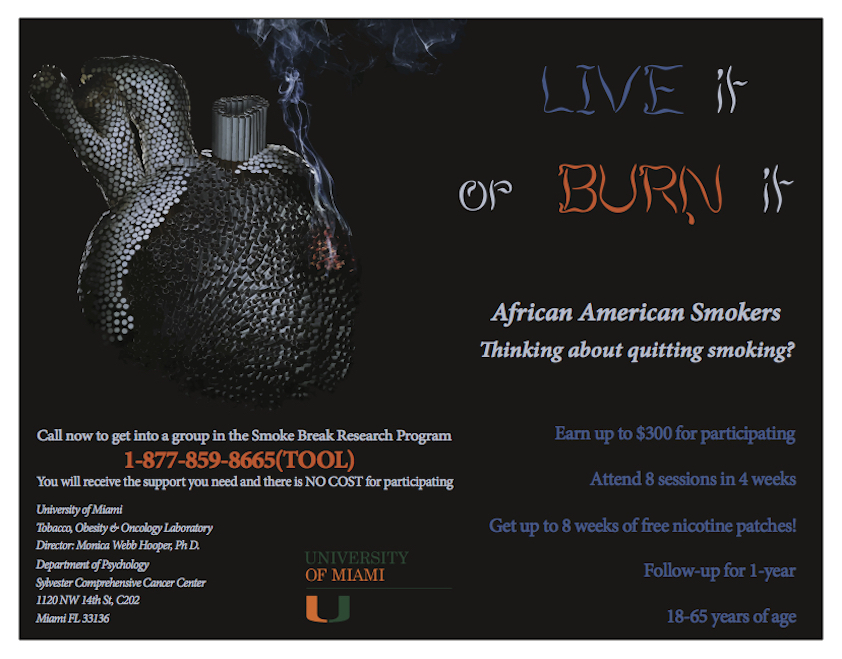 LIVE it
or BURN it
African American Smokers
Thinking about quitting smoking?
Earn up to $300 for participating
Attend 8 sessions in 4 weeks
Get up to 8 weeks of free nicotine patches!
Follow-up for 1-year
18-65 years of age
Call now to get into a group in the Smoke Break Research Program
1-877-859-8665(TOOL)
You will receive the support you need and there is NO COST for participating
University of Miami
Tobacco, Obesity & Oncology Laboratory
Director: Monica Webb Hooper, Ph D.
Department of Psychology
Sylvester Comprehensive Cancer Center
1120 NW 14th St, C202
Miami FL 33136
UNIVERSITY
OF MIAMI
U